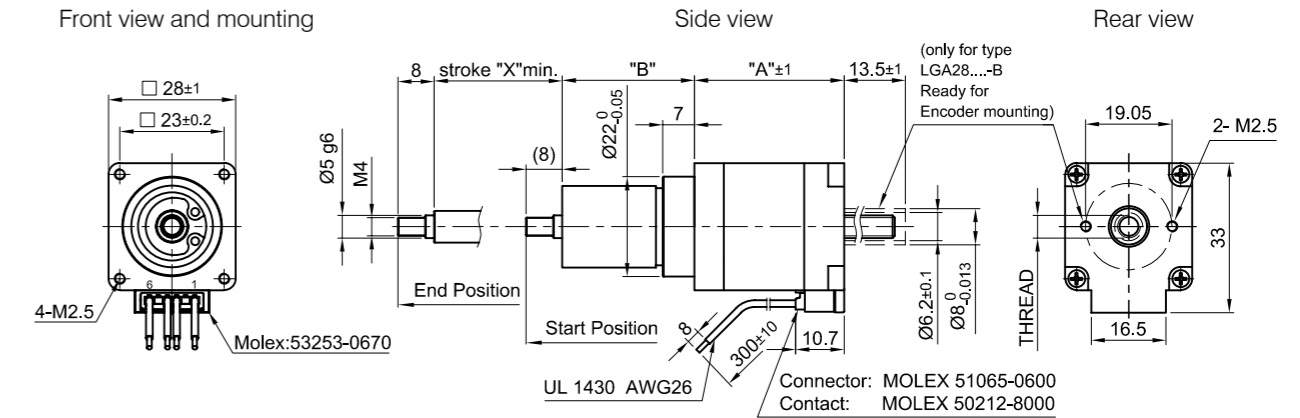 Front view and mounting
Side view
Rear view
□ 28±1
□ 23±0.2
Ø5 g6
M4
4-M2.5
6
1
Molex:53253-0670
8
stroke "X"min.
"B"
"A"±1
13.5±1
(8)
Ø22 0 -0.05
7
End Position
Start Position
8
300±10
10.7
UL 1430 AWG26
Connector: MOLEX 51065-0600
Contact: MOLEX 50212-8000
(only for type
LGA28....-B
Ready for
Encoder mounting)
Ø6.2±0.1
Ø8 0 -0.013
19.05
2- M2.5
33
THREAD
16.5